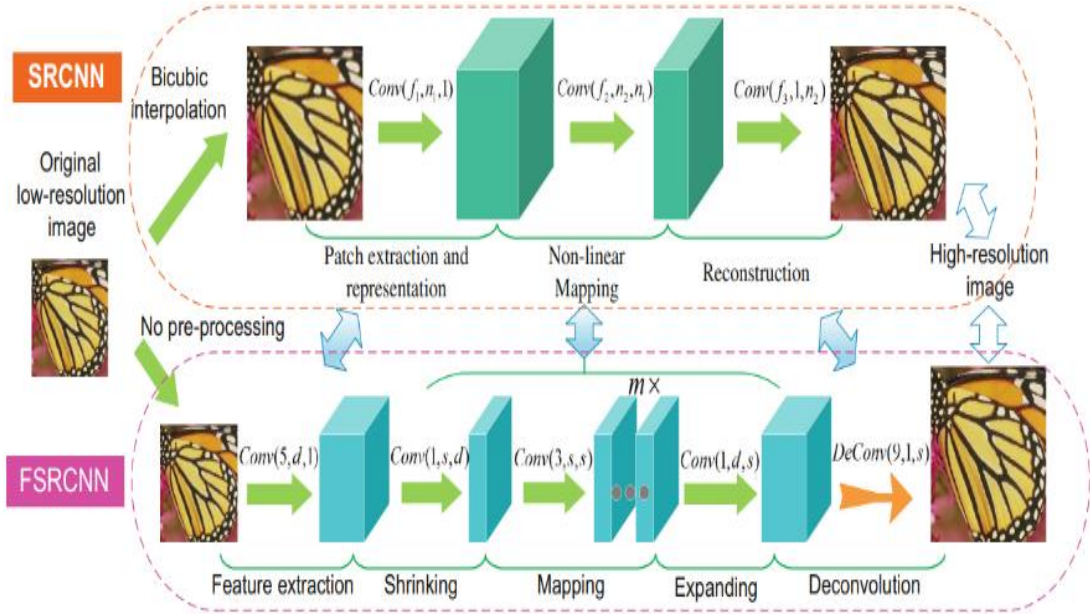 SRCNN
Bicubic
interpolation
Conv(f₁,n₁,1)
Conv(f₂,n₂,n₁)
Conv(f₃,1,n₂)
Original
low-resolution
image
Patch extraction and
representation
Non-linear
Mapping
Reconstruction
High-resolution
image
No pre-processing
m×
FSRCNN
Conv(5,d,1)
Conv(1,s,d)
Conv(3,s,s)
Conv(1,d,s)
DeConv(9,1,s)
Feature extraction
Shrinking
Mapping
Expanding
Deconvolution